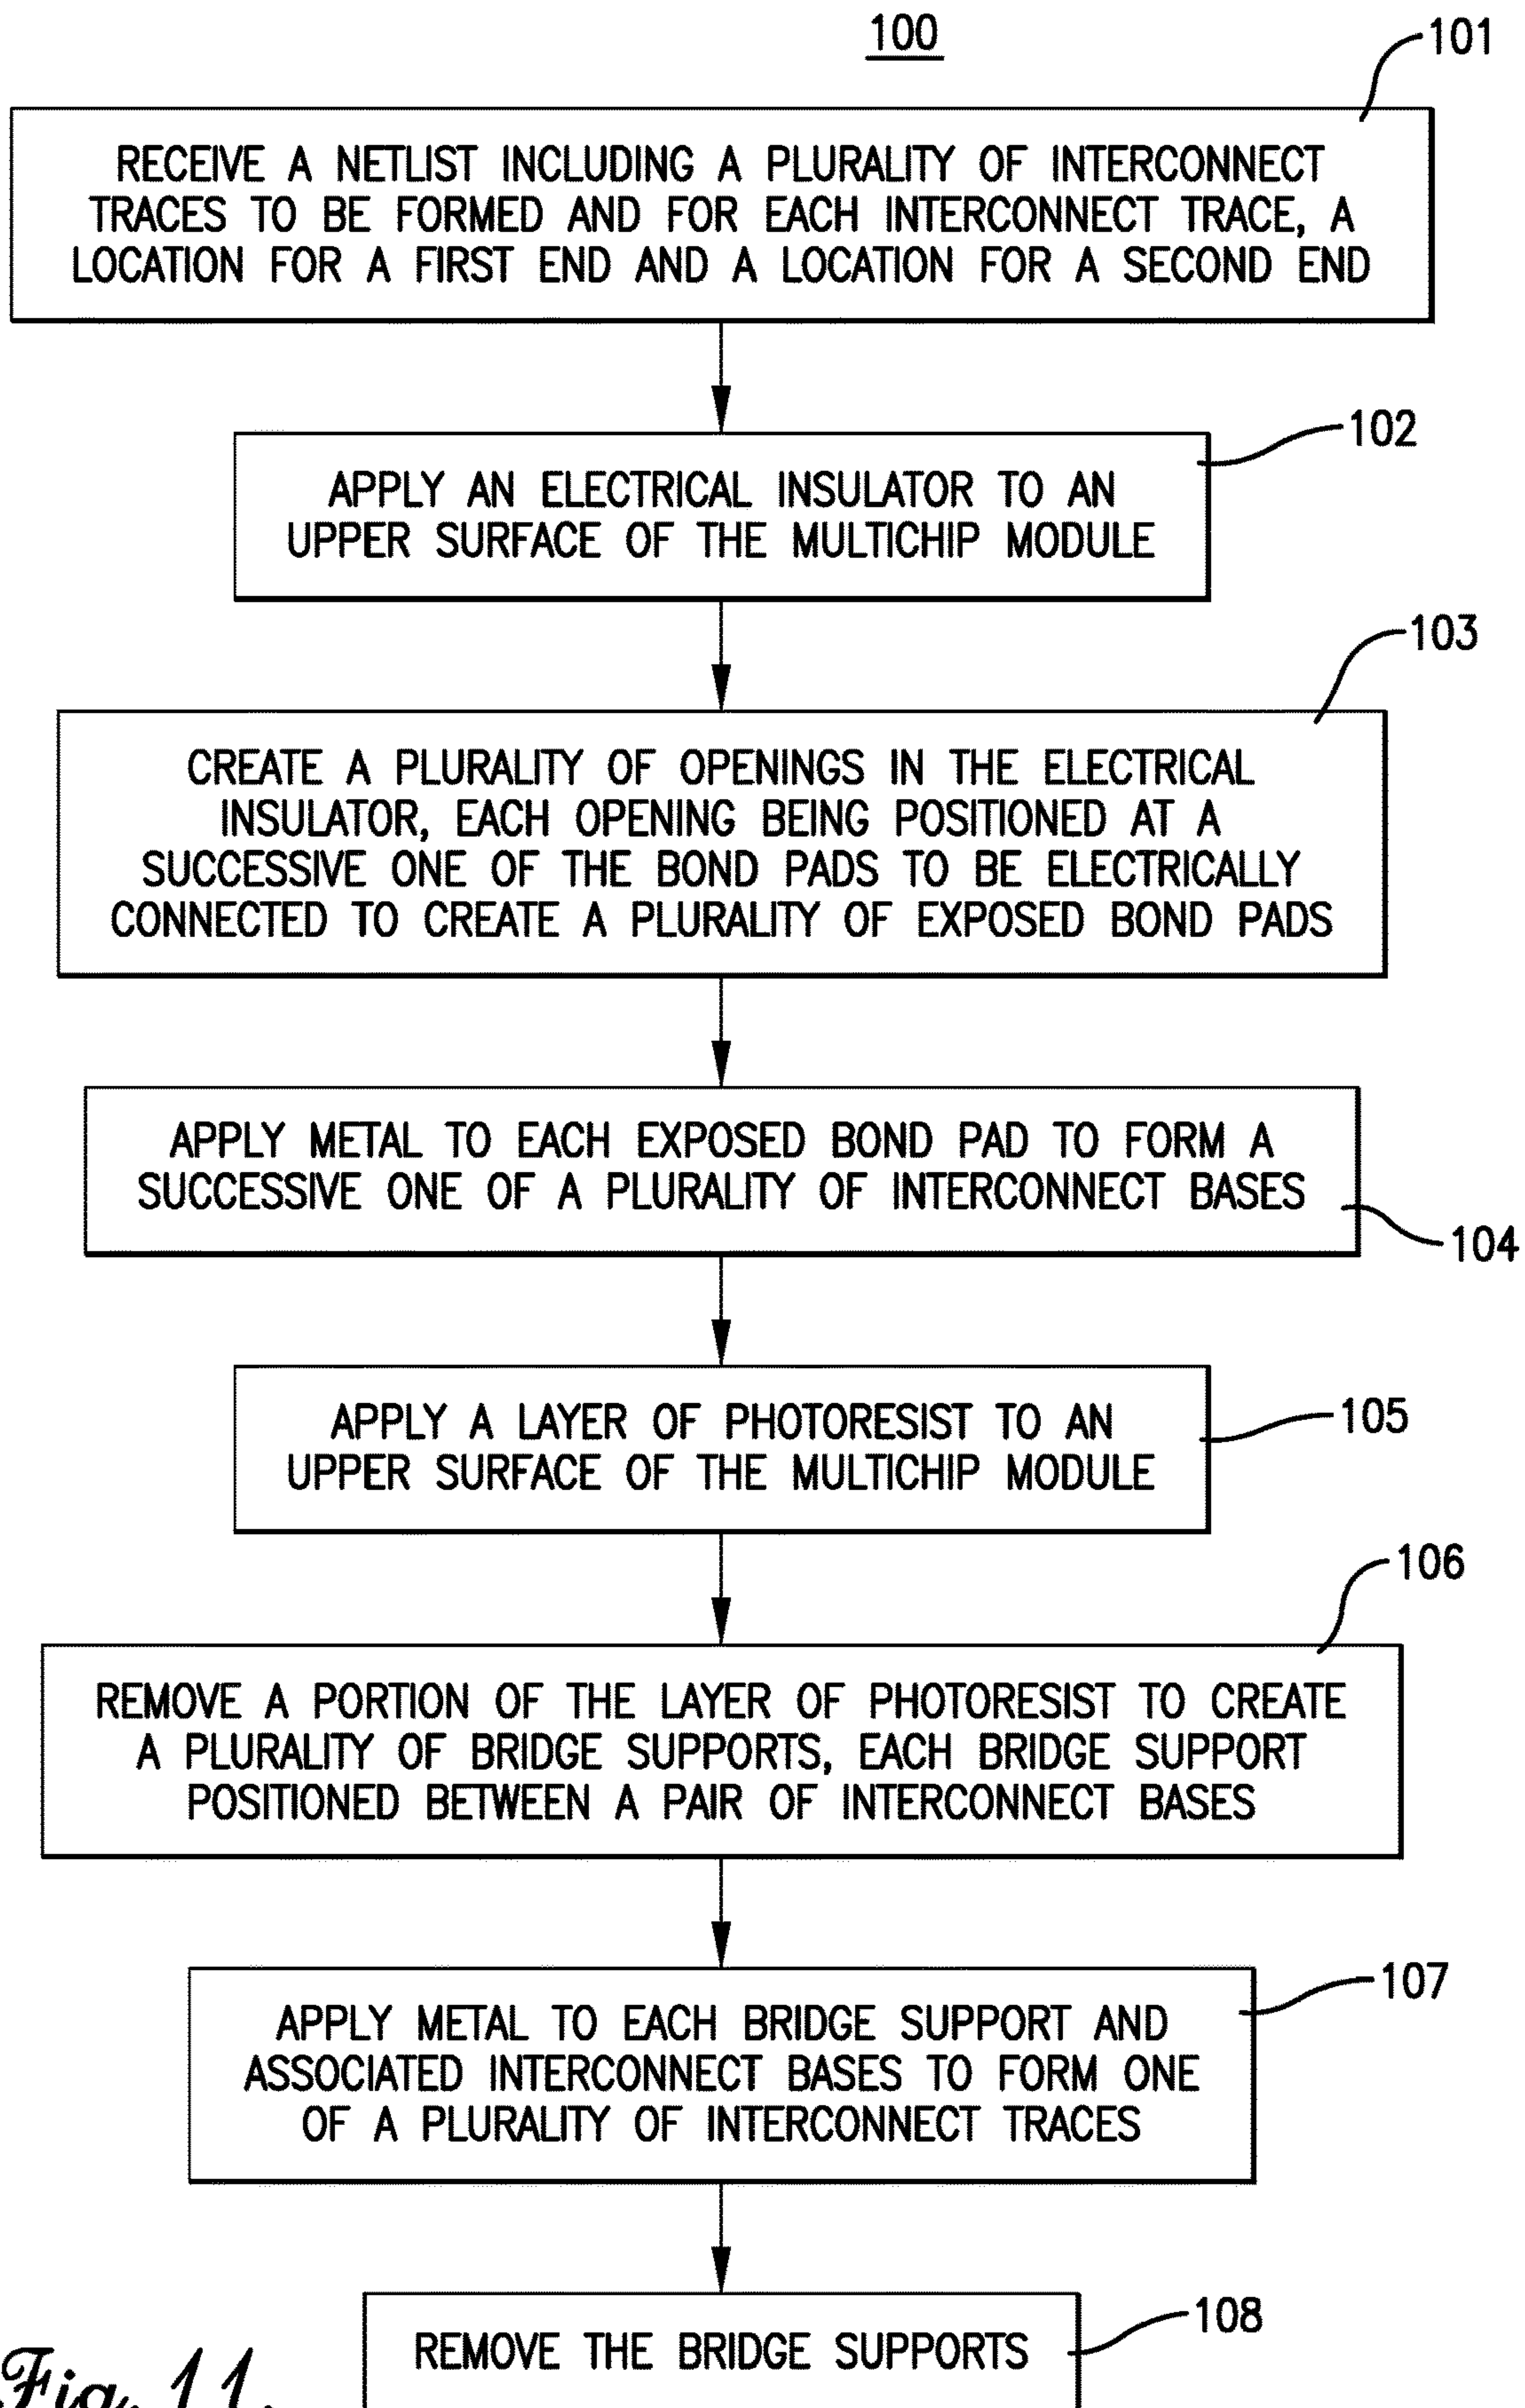 100
101
RECEIVE A NETLIST INCLUDING A PLURALITY OF INTERCONNECT
TRACES TO BE FORMED AND FOR EACH INTERCONNECT TRACE, A
LOCATION FOR A FIRST END AND A LOCATION FOR A SECOND END
102
APPLY AN ELECTRICAL INSULATOR TO AN
UPPER SURFACE OF THE MULTICHIP MODULE
103
CREATE A PLURALITY OF OPENINGS IN THE ELECTRICAL
INSULATOR, EACH OPENING BEING POSITIONED AT A
SUCCESSIVE ONE OF THE BOND PADS TO BE ELECTRICALLY
CONNECTED TO CREATE A PLURALITY OF EXPOSED BOND PADS
APPLY METAL TO EACH EXPOSED BOND PAD TO FORM A
SUCCESSIVE ONE OF A PLURALITY OF INTERCONNECT BASES
104
APPLY A LAYER OF PHOTORESIST TO AN
UPPER SURFACE OF THE MULTICHIP MODULE
105
106
REMOVE A PORTION OF THE LAYER OF PHOTORESIST TO CREATE
A PLURALITY OF BRIDGE SUPPORTS, EACH BRIDGE SUPPORT
POSITIONED BETWEEN A PAIR OF INTERCONNECT BASES
107
APPLY METAL TO EACH BRIDGE SUPPORT AND
ASSOCIATED INTERCONNECT BASES TO FORM ONE
OF A PLURALITY OF INTERCONNECT TRACES
108
REMOVE THE BRIDGE SUPPORTS
Fig. 11.